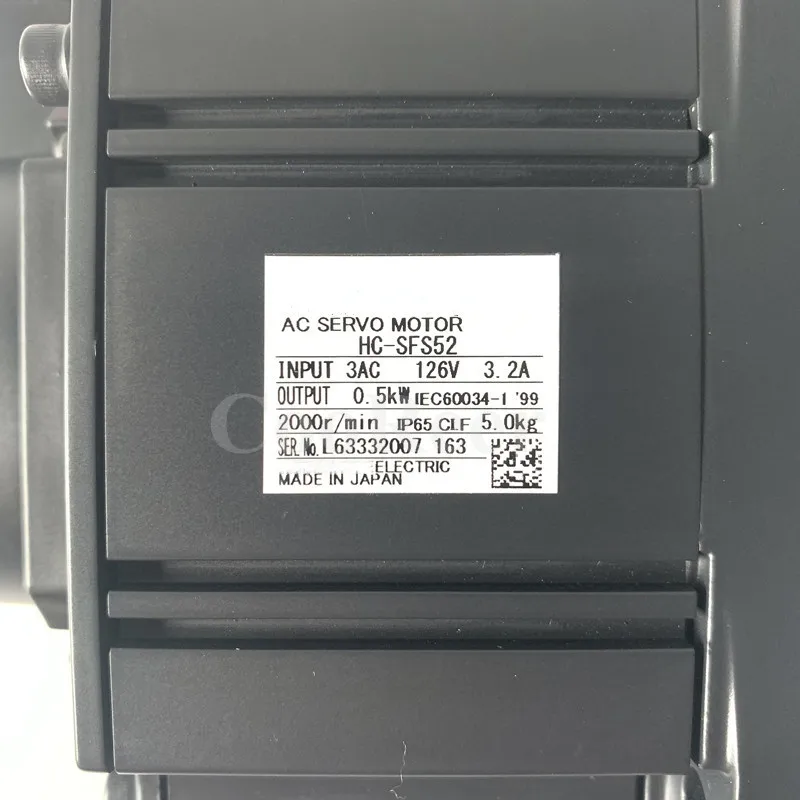 AC SERVO MOTOR
HC-SFS52
INPUT 3AC 126V 3.2A
OUTPUT 0.5kW IEC60034-1 '99
2000r/min IP65 CLF 5.0kg
SER.No.L63332007 163
ELECTRIC
MADE IN JAPAN